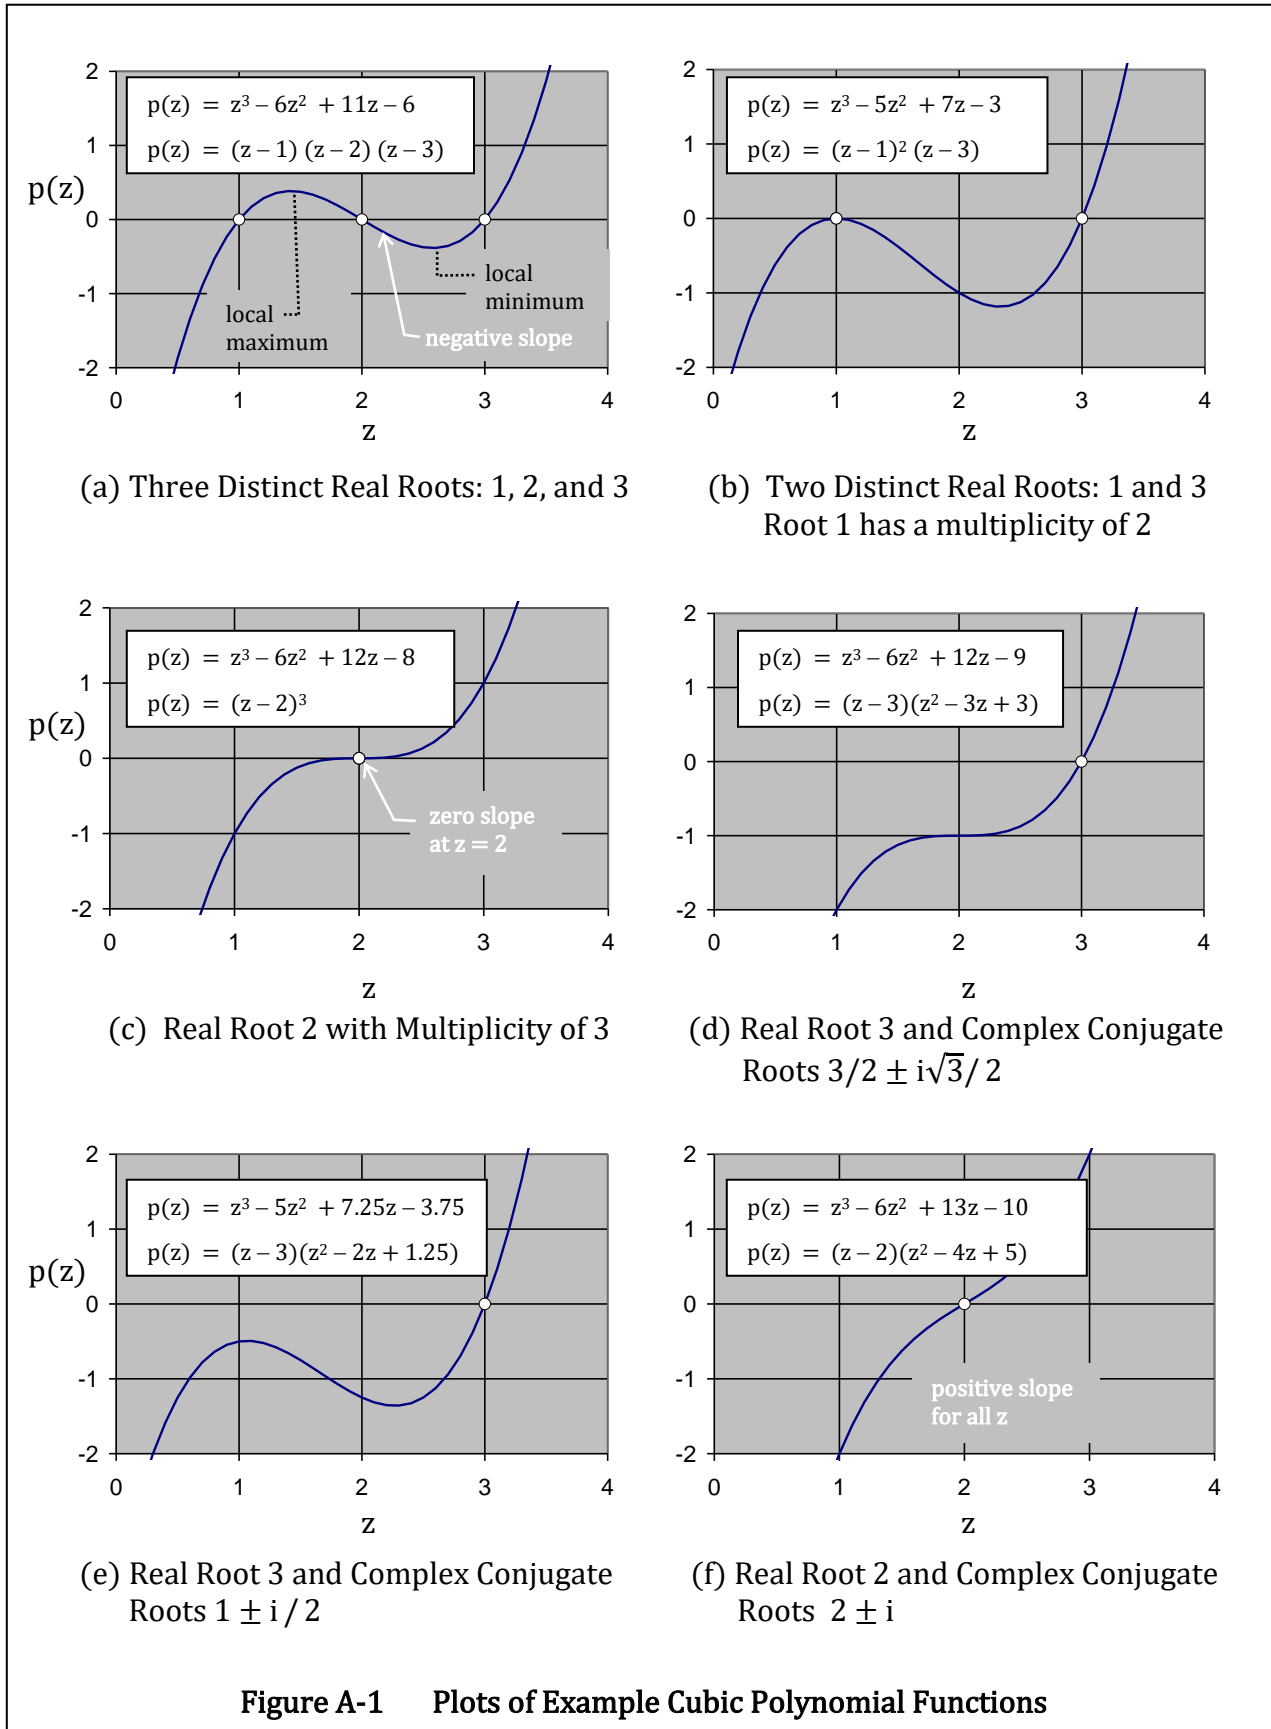 2
1
0
-1
-2
p(z)
p(z) = z³ – 6z² + 11z – 6
p(z) = (z – 1) (z – 2) (z – 3)
local
maximum
local
minimum
negative slope
0 1 2 3 4
z
(a) Three Distinct Real Roots: 1, 2, and 3
2
1
0
-1
-2
p(z) = z³ – 5z² + 7z – 3
p(z) = (z – 1)² (z – 3)
0 1 2 3 4
z
(b) Two Distinct Real Roots: 1 and 3
Root 1 has a multiplicity of 2
2
1
0
-1
-2
p(z)
p(z) = z³ – 6z² + 12z – 8
p(z) = (z – 2)³
zero slope
at z = 2
0 1 2 3 4
z
(c) Real Root 2 with Multiplicity of 3
2
1
0
-1
-2
p(z) = z³ – 6z² + 12z – 9
p(z) = (z – 3)(z² – 3z + 3)
0 1 2 3 4
z
(d) Real Root 3 and Complex Conjugate
Roots 3/2 ± i√3/ 2
2
1
0
-1
-2
p(z)
p(z) = z³ – 5z² + 7.25z – 3.75
p(z) = (z – 3)(z² – 2z + 1.25)
0 1 2 3 4
z
(e) Real Root 3 and Complex Conjugate
Roots 1 ± i / 2
2
1
0
-1
-2
p(z) = z³ – 6z² + 13z – 10
p(z) = (z – 2)(z² – 4z + 5)
positive slope
for all z
0 1 2 3 4
z
(f) Real Root 2 and Complex Conjugate
Roots 2 ± i
Figure A-1 Plots of Example Cubic Polynomial Functions